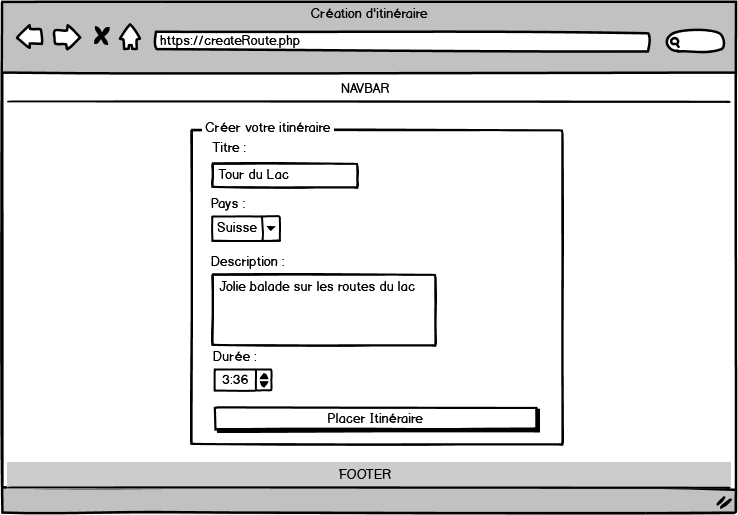 Création d'itinéraire
https://createRoute.php
NAVBAR
Créer votre itinéraire
Titre :
Tour du Lac
Pays :
Suisse
Description :
Jolie balade sur les routes du lac
Durée :
3:36
Placer Itinéraire
FOOTER